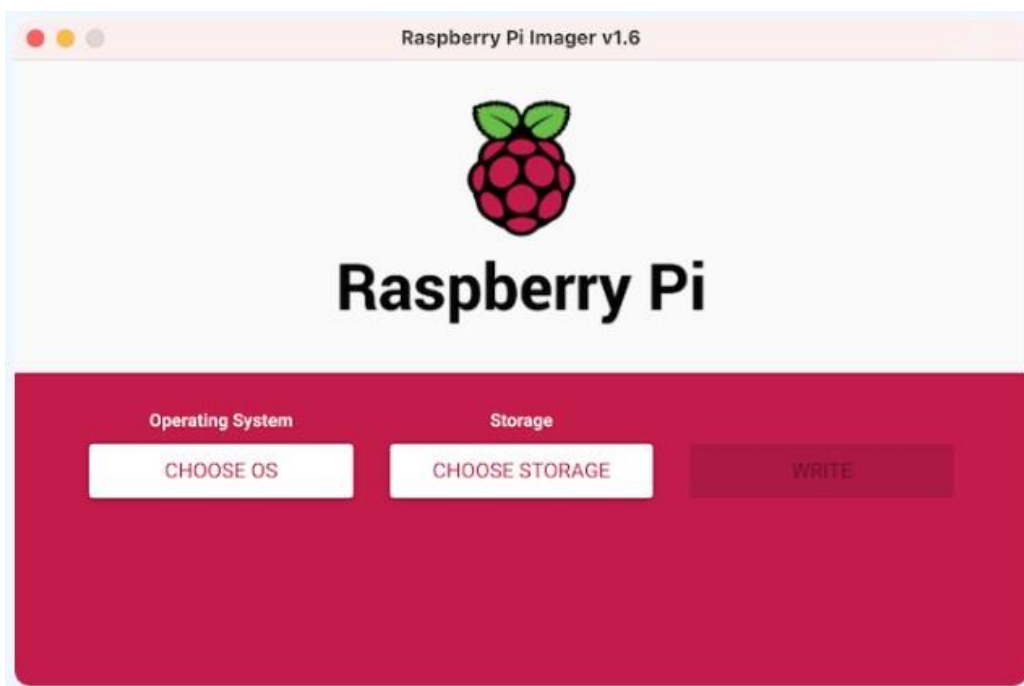 Raspberry Pi Imager v1.6
Raspberry Pi
Operating System
Storage
CHOOSE OS
CHOOSE STORAGE
WRITE